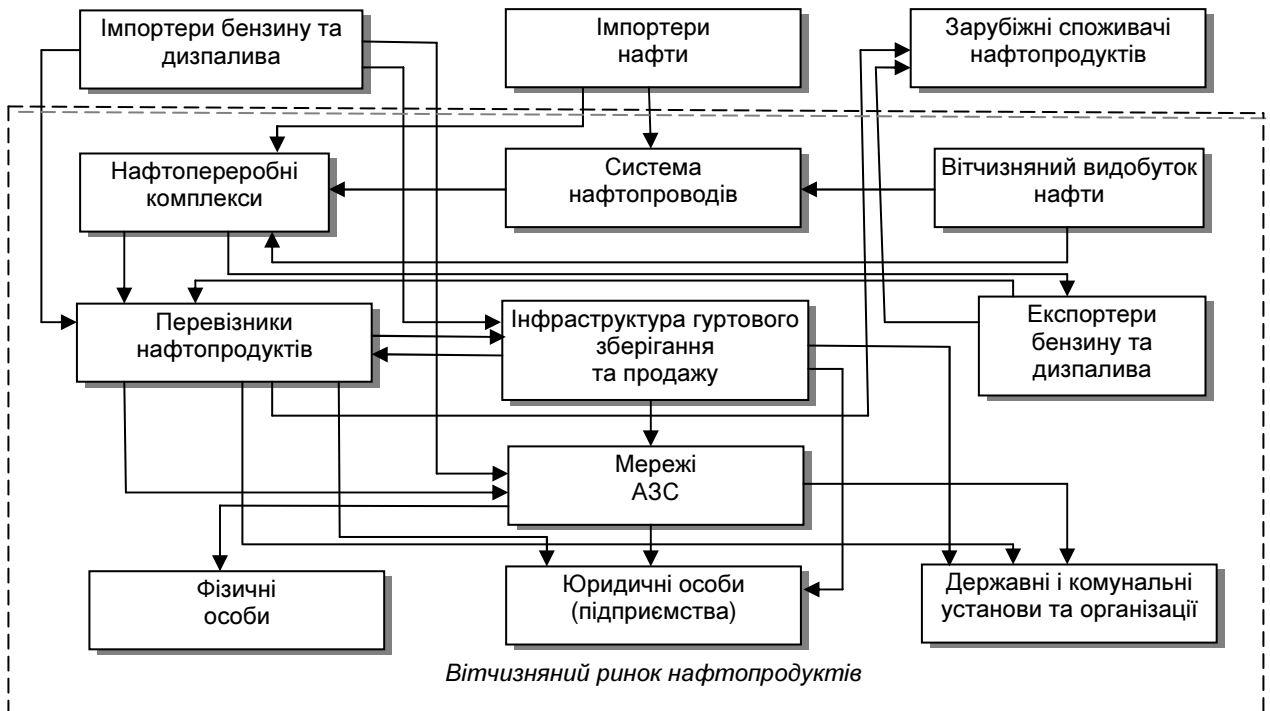 Імпортери бензину та
дизпалива
Імпортери
нафти
Зарубіжні споживачі
нафтопродуктів
Нафтопереробні
комплекси
Система
нафтопроводів
Вітчизняний видобуток
нафти
Перевізники
нафтопродуктів
Інфраструктура гуртового
зберігання
та продажу
Експортери
бензину та
дизпалива
Мережі
АЗС
Фізичні
особи
Юридичні особи
(підприємства)
Державні і комунальні
установи та організації
Вітчизняний ринок нафтопродуктів